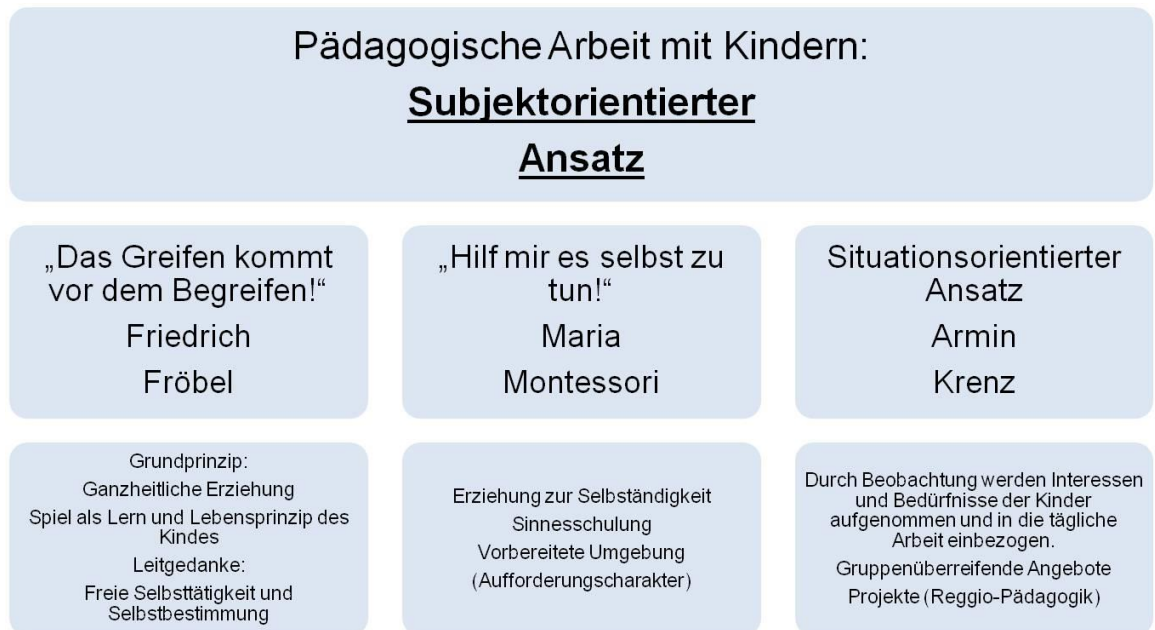 Pädagogische Arbeit mit Kindern:
Subjektorientierter
Ansatz
„Das Greifen kommt
vor dem Begreifen!“
Friedrich
Fröbel
„Hilf mir es selbst zu
tun!“
Maria
Montessori
Situationsorientierter
Ansatz
Armin
Krenz
Grundprinzip:
Ganzheitliche Erziehung
Spiel als Lern und Lebensprinzip des
Kindes
Leitgedanke:
Freie Selbsttätigkeit und
Selbstbestimmung
Erziehung zur Selbständigkeit
Sinnesschulung
Vorbereitete Umgebung
(Aufforderungscharakter)
Durch Beobachtung werden Interessen
und Bedürfnisse der Kinder
aufgenommen und in die tägliche
Arbeit einbezogen.
Gruppenüberreifende Angebote
Projekte (Reggio-Pädagogik)